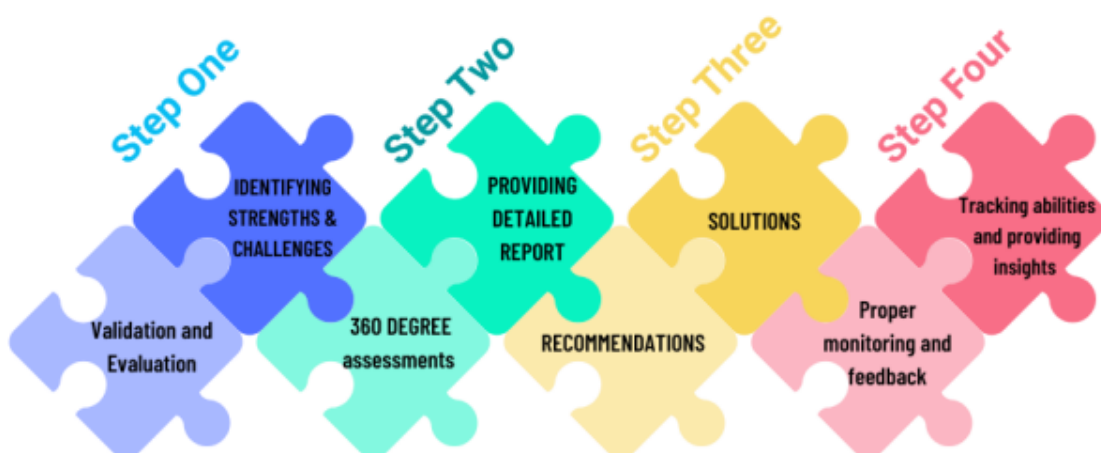 Step One
IDENTIFYING
STRENGTHS &
CHALLENGES
Validation and
Evaluation
Step Two
PROVIDING
DETAILED
REPORT
360 DEGREE
assessments
Step Three
SOLUTIONS
RECOMMENDATIONS
Step Four
Tracking abilities
and providing
insights
Proper
monitoring and
feedback